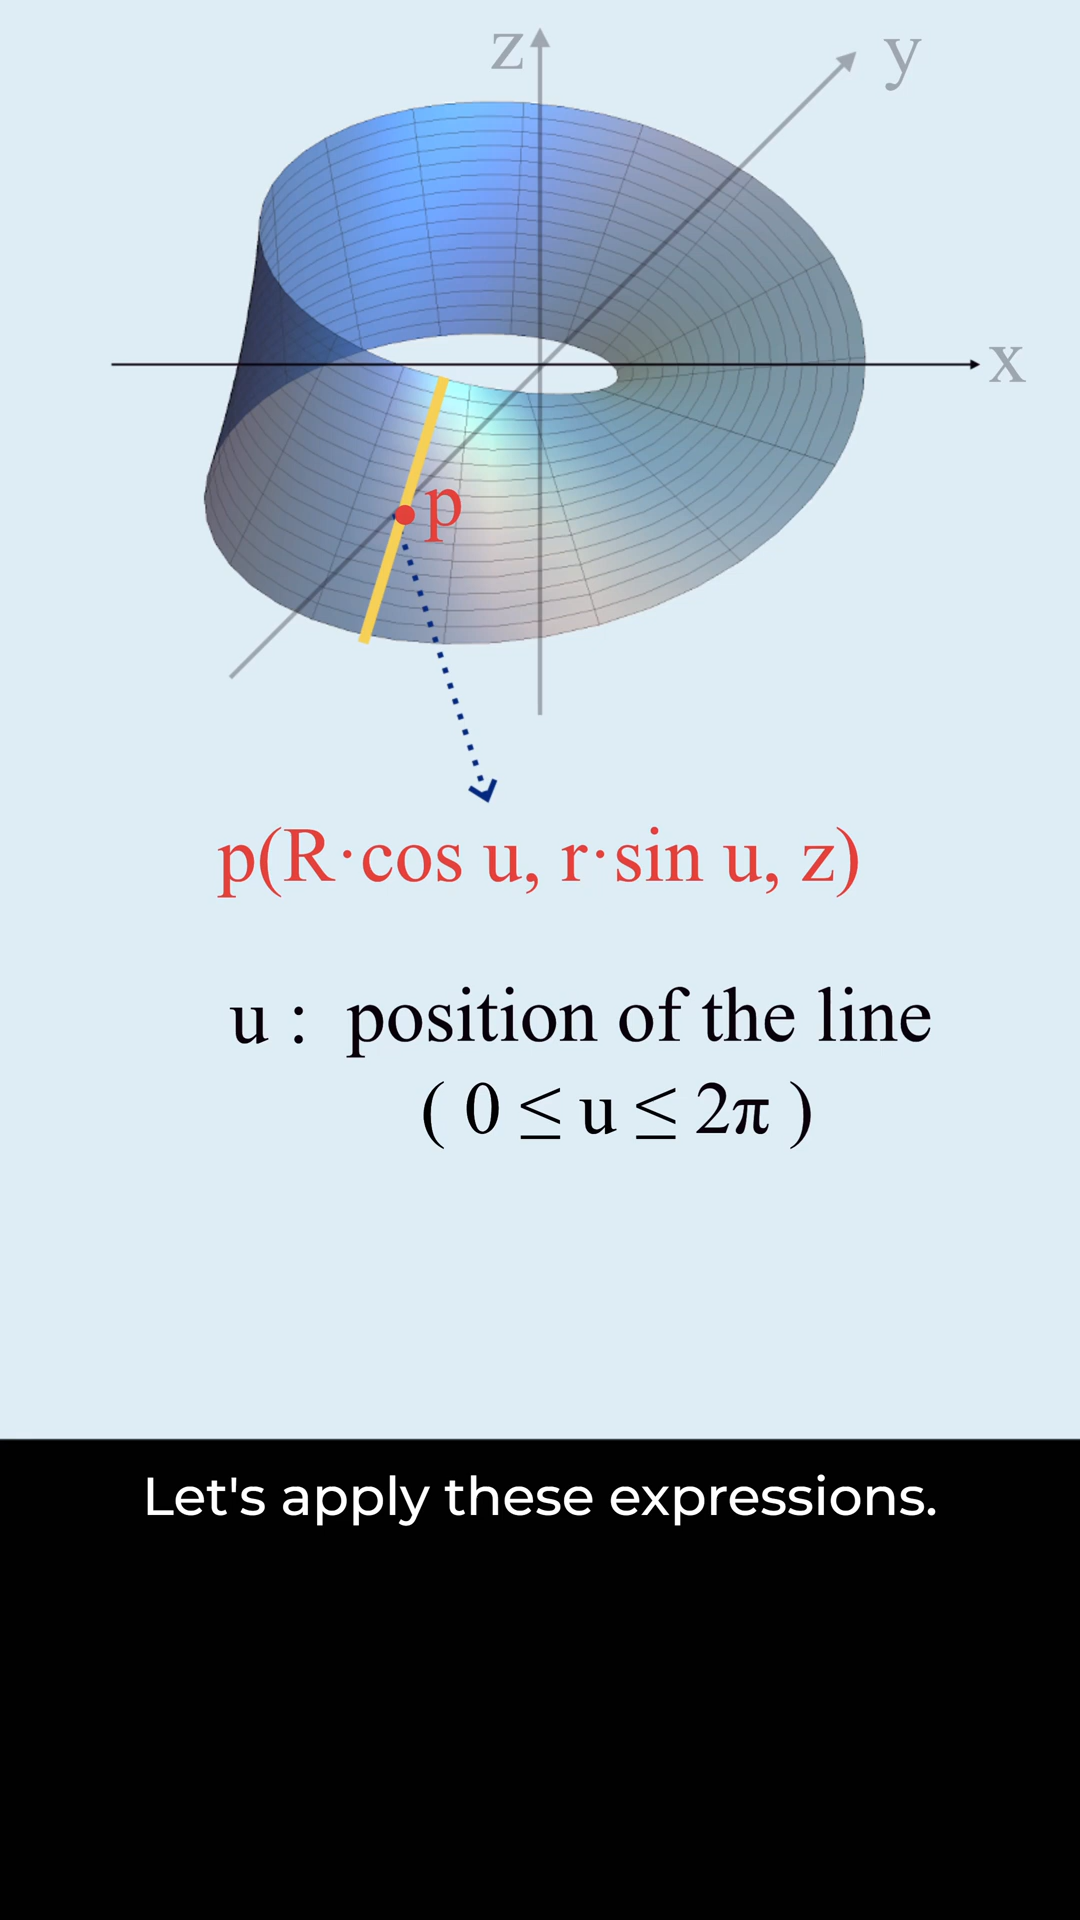 z
y
x
p
p(R·cos u, r·sin u, z)
u : position of the line
( 0 ≤ u ≤ 2π )
Let's apply these expressions.